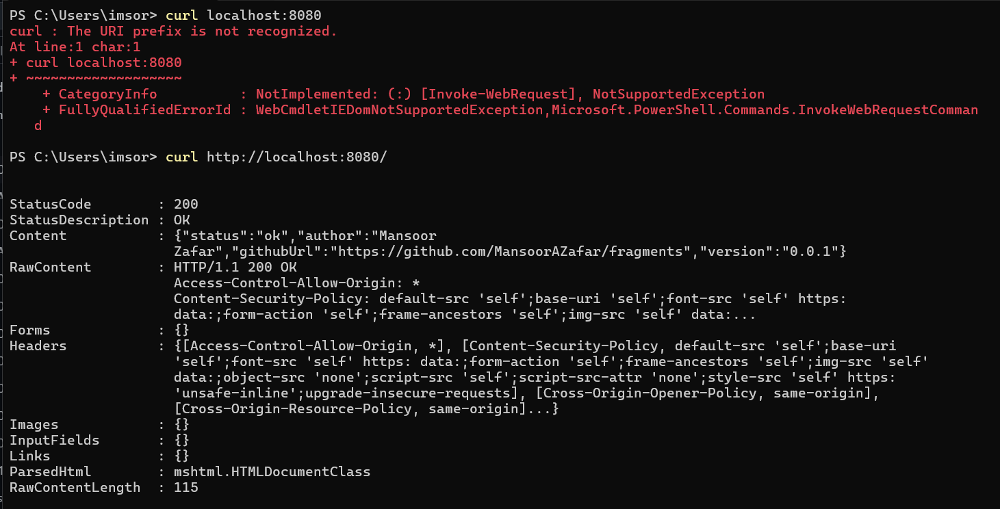 PS C:\Users\imsor> curl localhost:8080
curl : The URI prefix is not recognized.
At line:1 char:1
+ curl localhost:8080
+ ~~~~~~~~~~~~~~~~~~~
    + CategoryInfo          : NotImplemented: (:) [Invoke-WebRequest], NotSupportedException
    + FullyQualifiedErrorId : WebCmdletIEDomNotSupportedException,Microsoft.PowerShell.Commands.InvokeWebRequestComman
   d

PS C:\Users\imsor> curl http://localhost:8080/


StatusCode        : 200
StatusDescription : OK
Content           : {"status":"ok","author":"Mansoor
                    Zafar","githubUrl":"https://github.com/MansoorAZafar/fragments","version":"0.0.1"}
RawContent        : HTTP/1.1 200 OK
                    Access-Control-Allow-Origin: *
                    Content-Security-Policy: default-src 'self';base-uri 'self';font-src 'self' https:
                    data:;form-action 'self';frame-ancestors 'self';img-src 'self' data:...
Forms             : {}
Headers           : {[Access-Control-Allow-Origin, *], [Content-Security-Policy, default-src 'self';base-uri
                    'self';font-src 'self' https: data:;form-action 'self';frame-ancestors 'self';img-src 'self'
                    data:;object-src 'none';script-src 'self';script-src-attr 'none';style-src 'self' https:
                    'unsafe-inline';upgrade-insecure-requests], [Cross-Origin-Opener-Policy, same-origin],
                    [Cross-Origin-Resource-Policy, same-origin]...}
Images            : {}
InputFields       : {}
Links             : {}
ParsedHtml        : mshtml.HTMLDocumentClass
RawContentLength  : 115